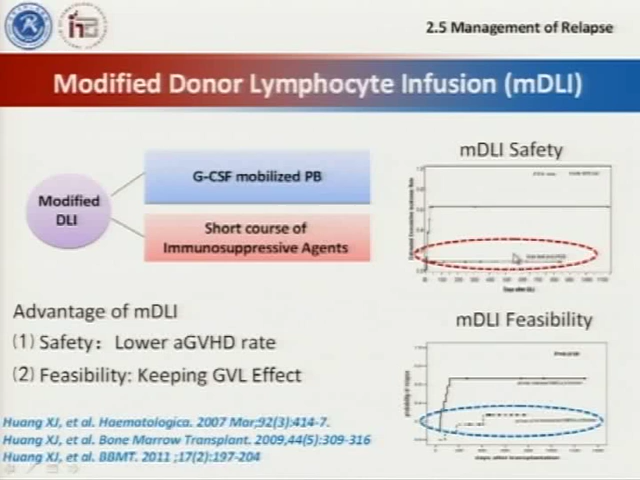 2.5 Management of Relapse
Modified Donor Lymphocyte Infusion (mDLI)
Modified
DLI
G-CSF mobilized PB
Short course of
Immunosuppressive Agents
mDLI Safety
mDLI Feasibility
Advantage of mDLI
(1) Safety：Lower aGVHD rate
(2) Feasibility: Keeping GVL Effect
Huang XJ, et al. Haematologica. 2007 Mar;92(3):414-7.
Huang XJ, et al. Bone Marrow Transplant. 2009,44(5):309-316
Huang XJ, et al. BBMT. 2011 ;17(2):197-204